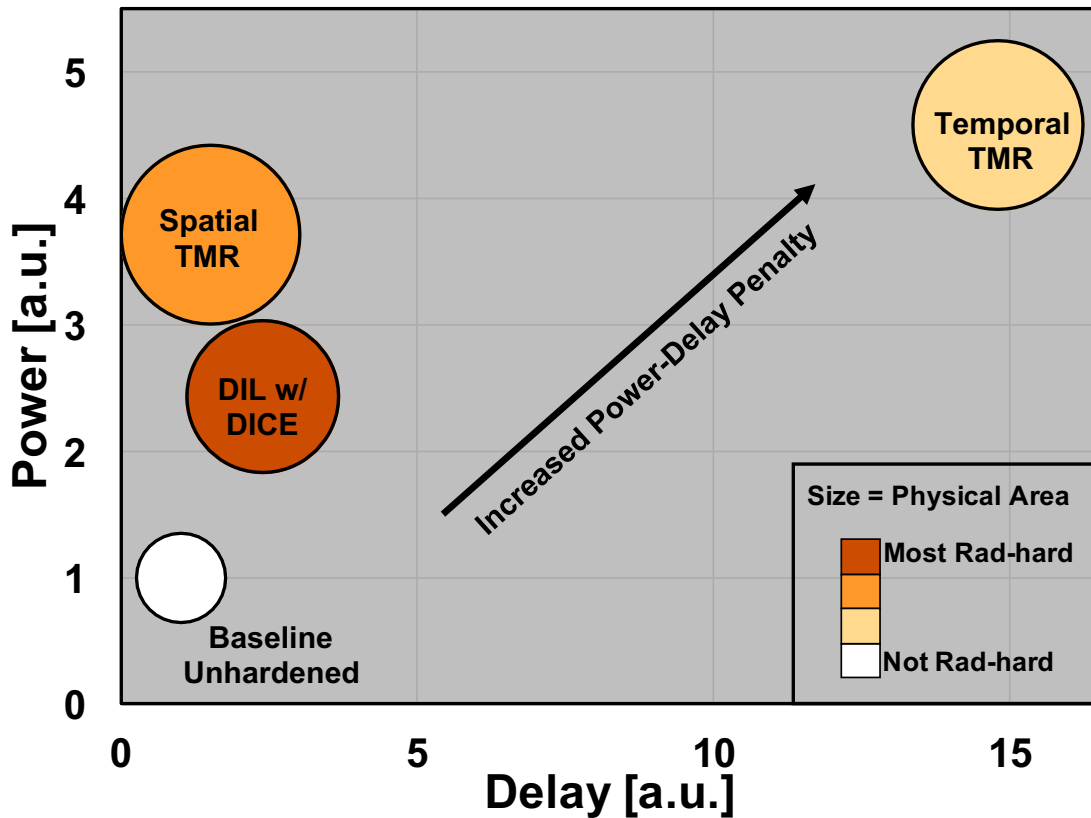 Power [a.u.]
5
4
3
2
1
0
Spatial
TMR
DIL w/
DICE
Baseline
Unhardened
Temporal
TMR
Increased Power-Delay Penalty
Size = Physical Area
Most Rad-hard
Not Rad-hard
0
5
10
15
Delay [a.u.]